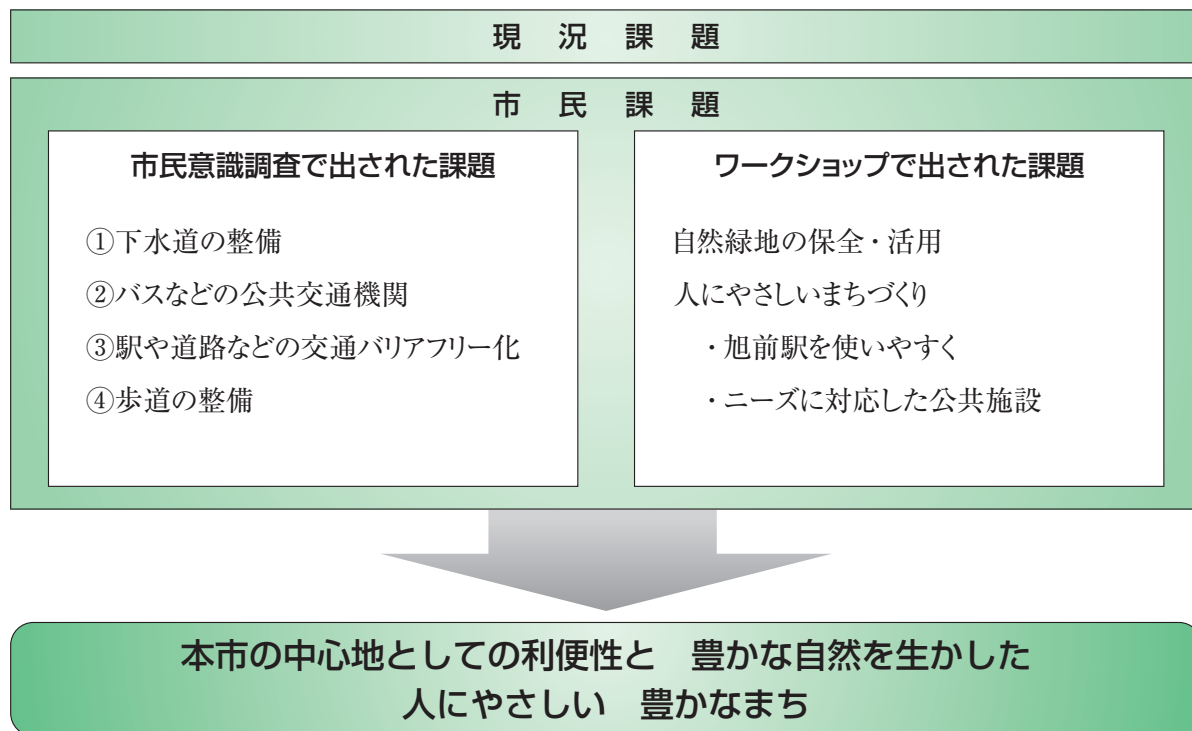 現況課題
市民課題
市民意識調査で出された課題
①下水道の整備
②バスなどの公共交通機関
③駅や道路などの交通バリアフリー化
④歩道の整備
ワークショップで出された課題
自然緑地の保全・活用
人にやさしいまちづくり
・旭前駅を使いやすく
・ニーズに対応した公共施設
本市の中心地としての利便性と　豊かな自然を生かした
人にやさしい　豊かなまち